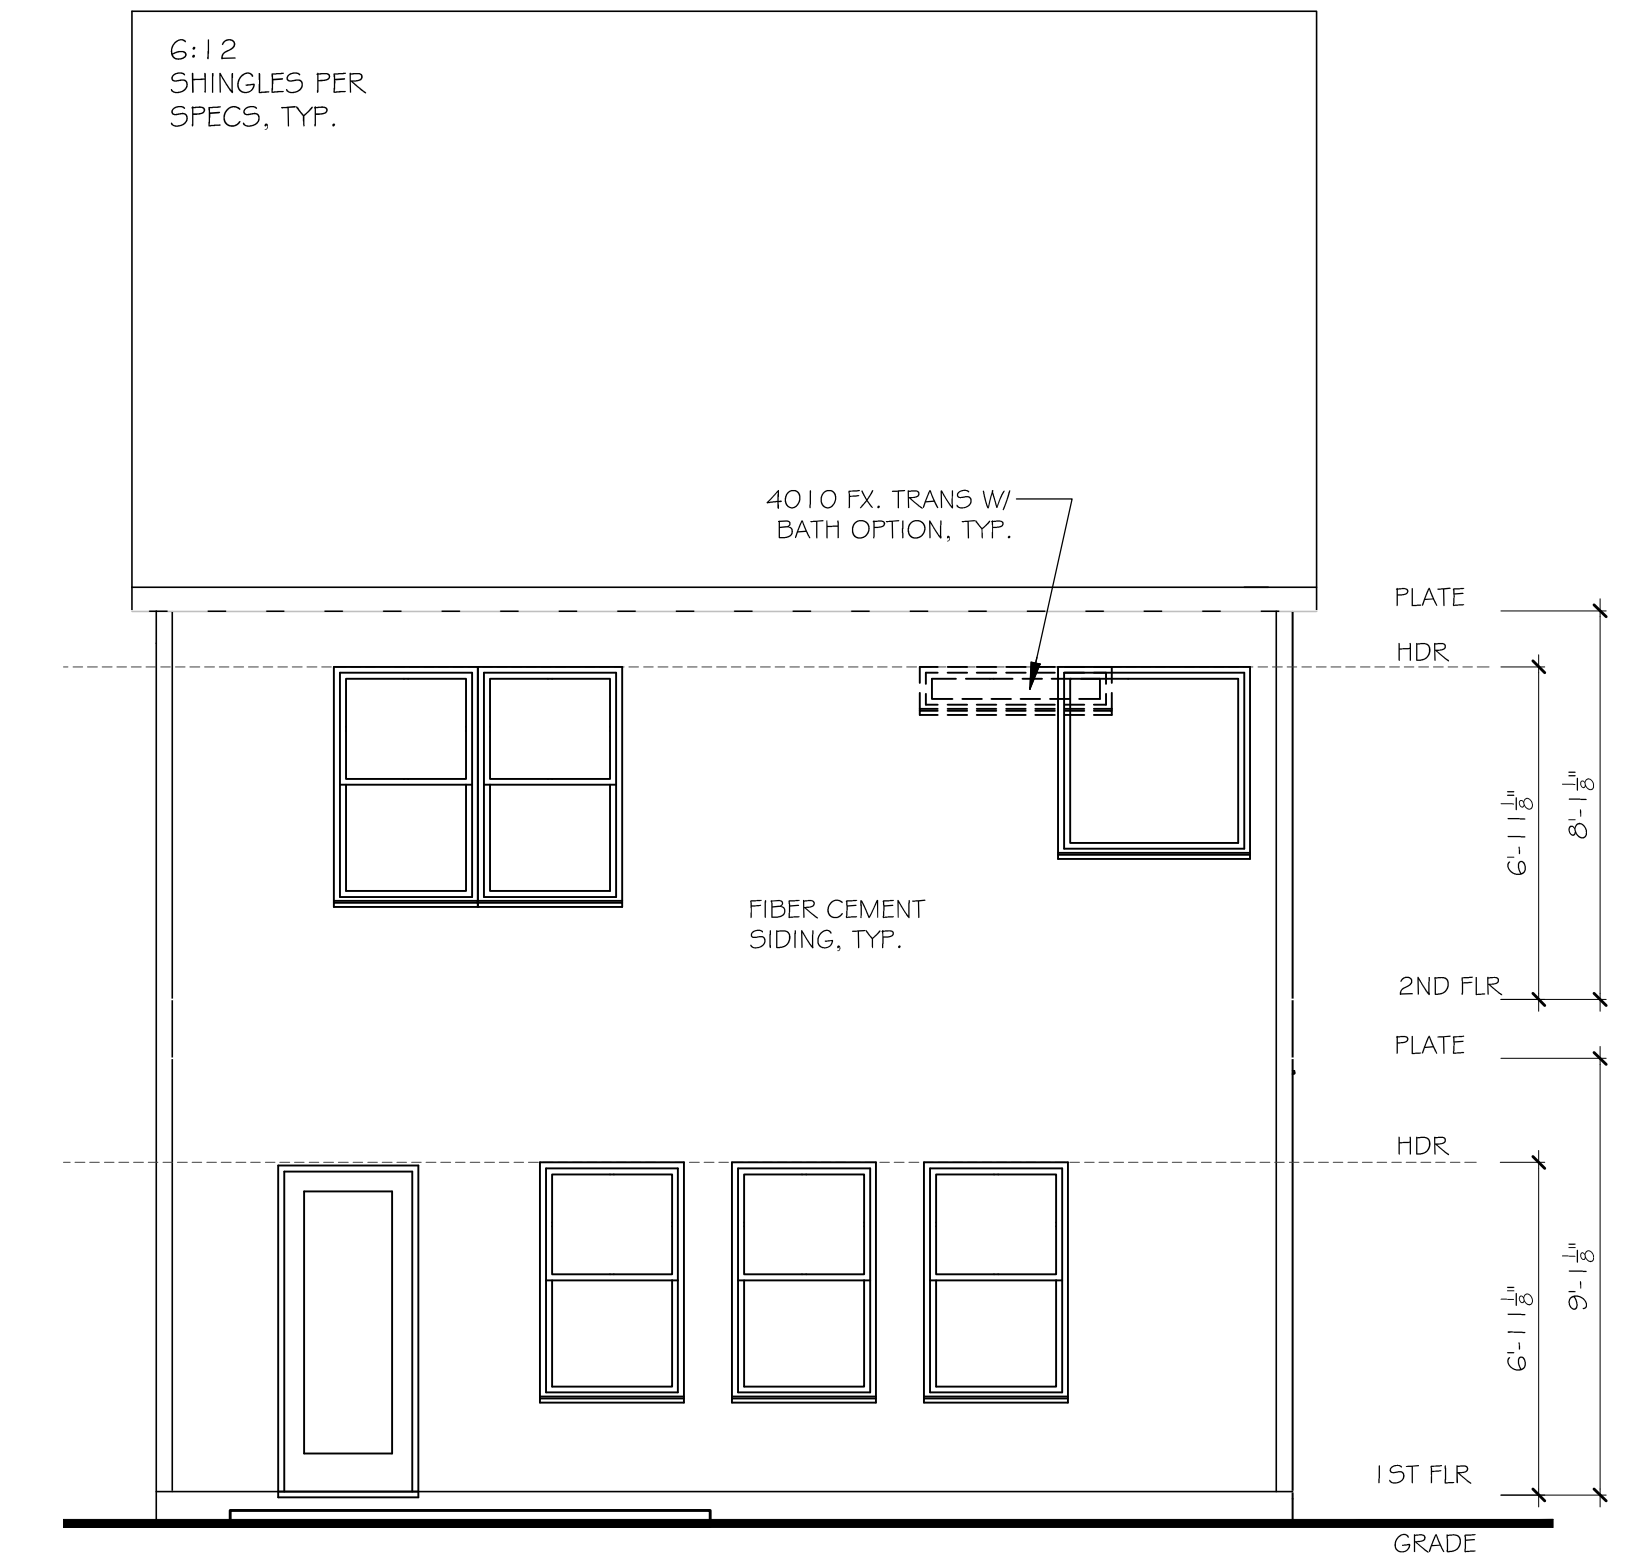 6:12
SHINGLES PER
SPECS, TYP.
4010 FX. TRANS W/
BATH OPTION, TYP.
PLATE
HDR
6'-11 1/8"
8'-1 1/8"
FIBER CEMENT
SIDING, TYP.
2ND FLR
PLATE
HDR
6'-11 1/8"
9'-1 1/8"
1ST FLR
GRADE